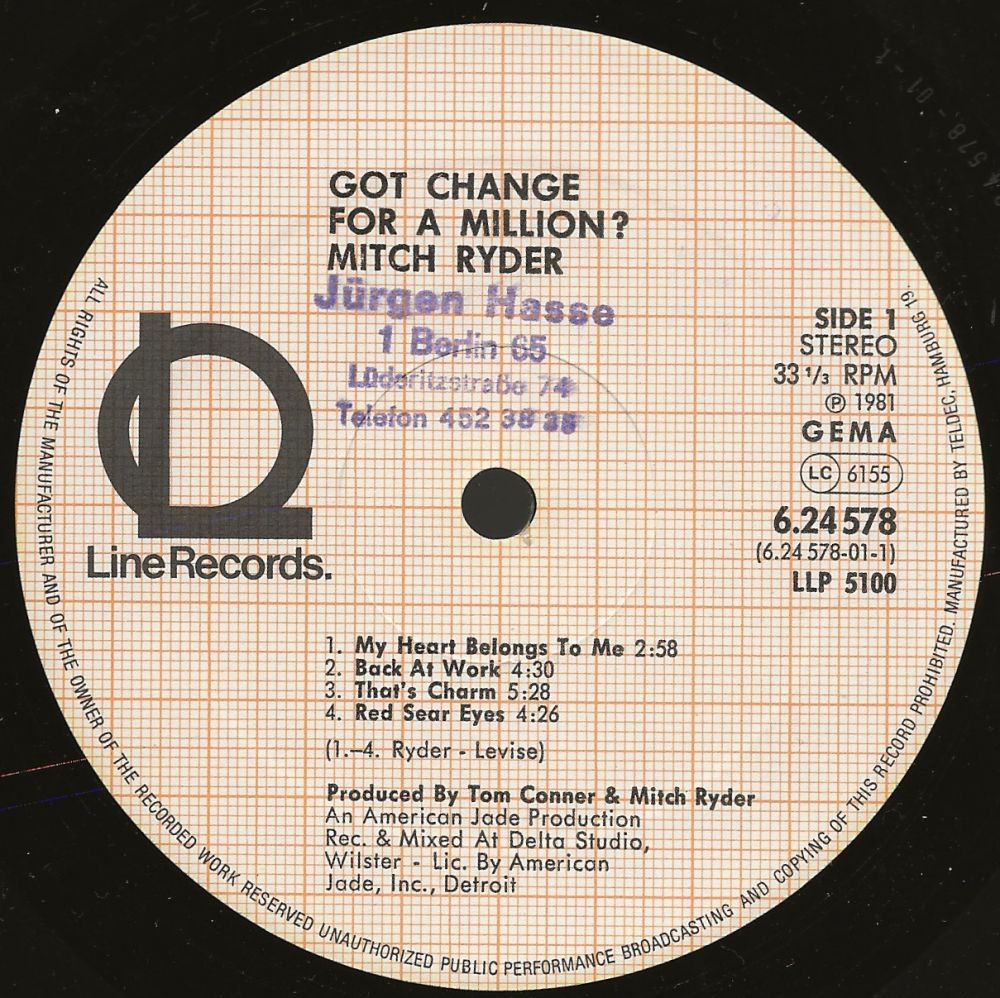 GOT CHANGE
FOR A MILLION?
MITCH RYDER
Jürgen Hasse
1 Berlin 65
Lüderitzstraße 74
Telefon 452 38
SIDE 1
STEREO
33 1/3 RPM
℗ 1981
GEMA
LC 6155
6.24 578
(6.24 578-01-1)
LLP 5100
Line Records.
1. My Heart Belongs To Me 2:58
2. Back At Work 4:30
3. That's Charm 5:28
4. Red Sear Eyes 4:26
(1.–4. Ryder - Levise)
Produced By Tom Conner & Mitch Ryder
An American Jade Production
Rec. & Mixed At Delta Studio,
Wilster - Lic. By American
Jade, Inc., Detroit
ALL RIGHTS OF THE MANUFACTURER AND OF THE OWNER OF THE RECORDED WORK RESERVED UNAUTHORIZED PUBLIC PERFORMANCE BROADCASTING AND COPYING OF THIS RECORD PROHIBITED. MANUFACTURED BY TELDEC, HAMBURG 19.
578-01-1